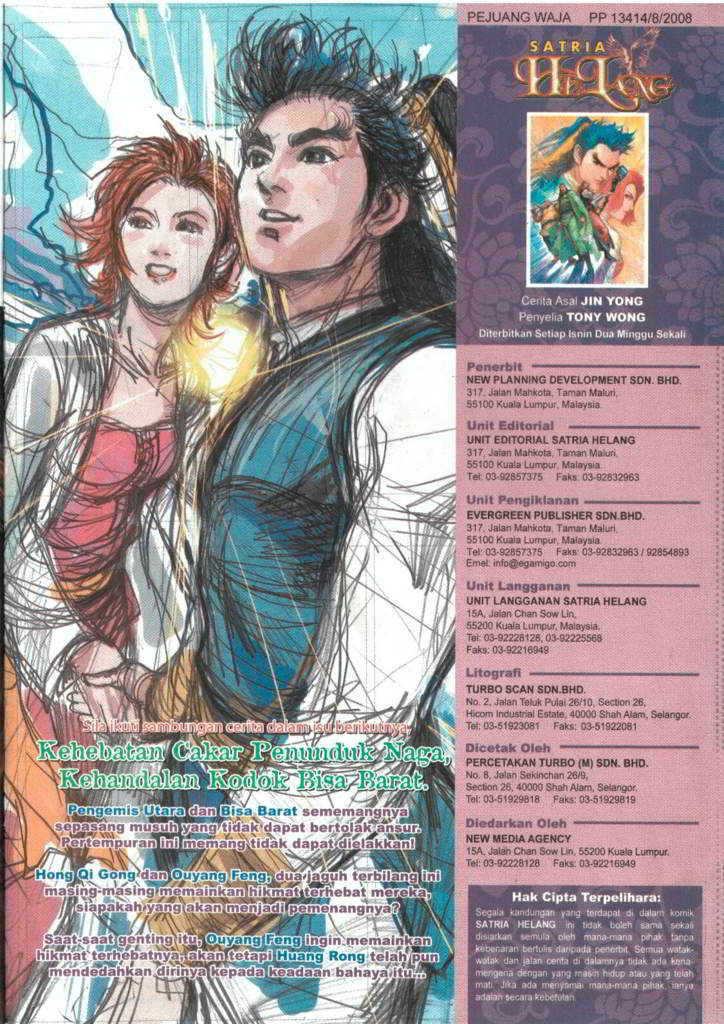 PEJUANG WAJA PP 13414/8/2008
SATRIA
HELANG
Cerita Asal JIN YONG
Penyelia TONY WONG
Diterbitkan Setiap Isnin Dua Minggu Sekali
Penerbit
NEW PLANNING DEVELOPMENT SDN. BHD.
317, Jalan Mahkota, Taman Maluri,
55100 Kuala Lumpur, Malaysia.
Unit Editorial
UNIT EDITORIAL SATRIA HELANG
317, Jalan Mahkota, Taman Maluri,
55100 Kuala Lumpur, Malaysia.
Tel: 03-92857375 Faks: 03-92832963
Unit Pengiklanan
EVERGREEN PUBLISHER SDN.BHD.
317, Jalan Mahkota, Taman Maluri,
55100 Kuala Lumpur, Malaysia.
Tel: 03-92857375 Faks: 03-92832963 / 92854893
Emel: info@egamigo.com
Unit Langganan
UNIT LANGGANAN SATRIA HELANG
15A, Jalan Chan Sow Lin,
55200 Kuala Lumpur, Malaysia.
Tel: 03-92228128, 03-92225568
Faks: 03-92216949
Litografi
TURBO SCAN SDN.BHD.
No. 2, Jalan Teluk Pulai 26/10, Section 26,
Hicom Industrial Estate, 40000 Shah Alam, Selangor.
Tel: 03-51923081 Faks: 03-51922081
Dicetak Oleh
PERCETAKAN TURBO (M) SDN. BHD.
No. 8, Jalan Sekinchan 26/9,
Section 26, 40000 Shah Alam, Selangor.
Tel: 03-51929818 Faks: 03-51929819
Diedarkan Oleh
NEW MEDIA AGENCY
15A, Jalan Chan Sow Lin, 55200 Kuala Lumpur.
Tel: 03-92228128 Faks: 03-92216949
Hak Cipta Terpelihara:
Segala kandungan yang terdapat di dalam komik
SATRIA HELANG ini tidak boleh sama sekali
disiarkan semula oleh mana-mana pihak tanpa
kebenaran bertulis daripada penerbit. Semua watak-
watak dan jalan cerita di dalamnya tidak ada kena-
mengena dengan yang masih hidup atau yang telah
mati. Jika ada menyamai mana-mana pihak, ianya
adalah secara kebetulan.
Sila ikuti sambungan cerita dalam isu berikutnya,
Kehebatan Cakar Penunduk Naga,
Kehandalan Kodok Bisa Barat.
Pengemis Utara dan Bisa Barat sememangnya
sepasang musuh yang tidak dapat bertolak ansur.
Pertempuran ini memang tidak dapat dielakkan!
Hong Qi Gong dan Ouyang Feng, dua jaguh terbilang ini
masing-masing memainkan hikmat terhebat mereka,
siapakah yang akan menjadi pemenangnya?
Saat-saat genting itu, Ouyang Feng ingin memainkan
hikmat terhebatnya, akan tetapi Huang Rong telah pun
mendedahkan dirinya kepada keadaan bahaya itu...